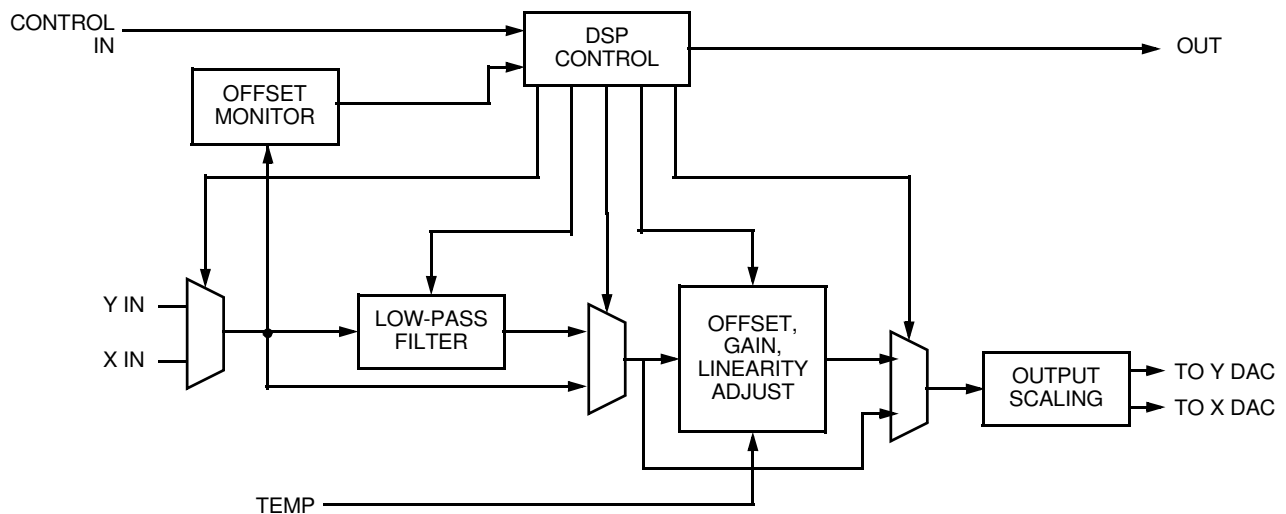 CONTROL
IN
DSP
CONTROL
OUT
OFFSET
MONITOR
Y IN
X IN
LOW-PASS
FILTER
OFFSET,
GAIN,
LINEARITY
ADJUST
OUTPUT
SCALING
TO Y DAC
TO X DAC
TEMP